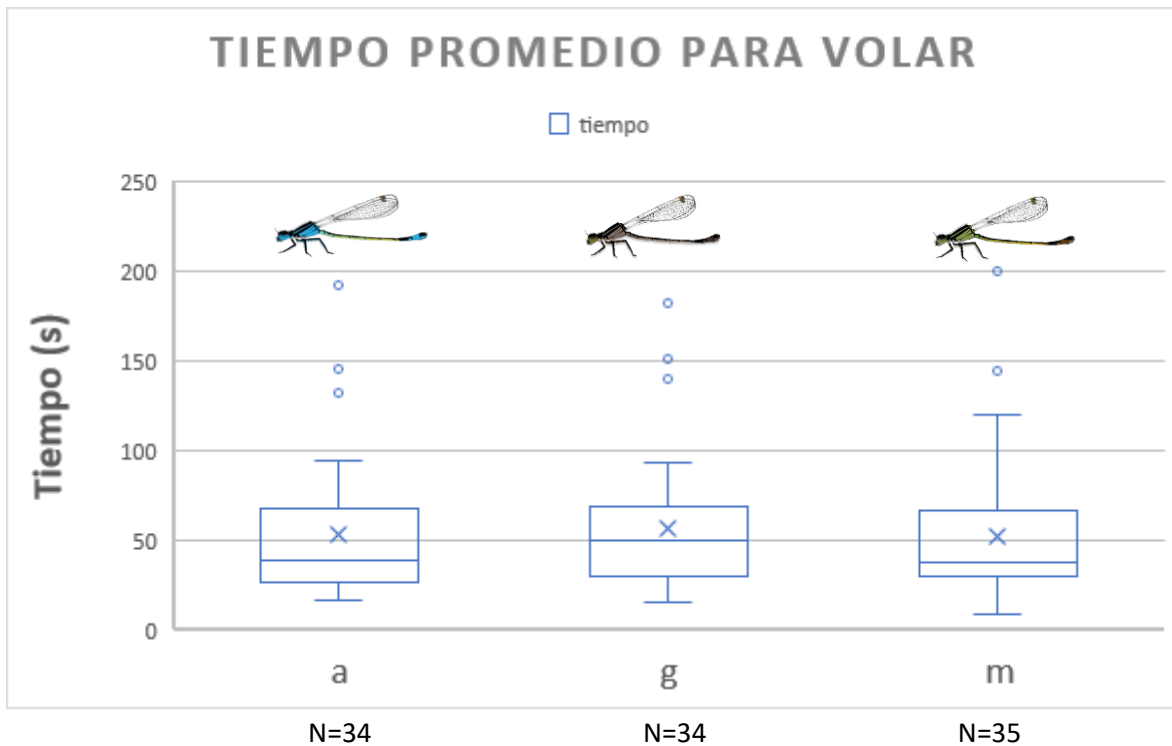 TIEMPO PROMEDIO PARA VOLAR
tiempo
Tiempo (s)
250
200
150
100
50
0
a g m
N=34 N=34 N=35